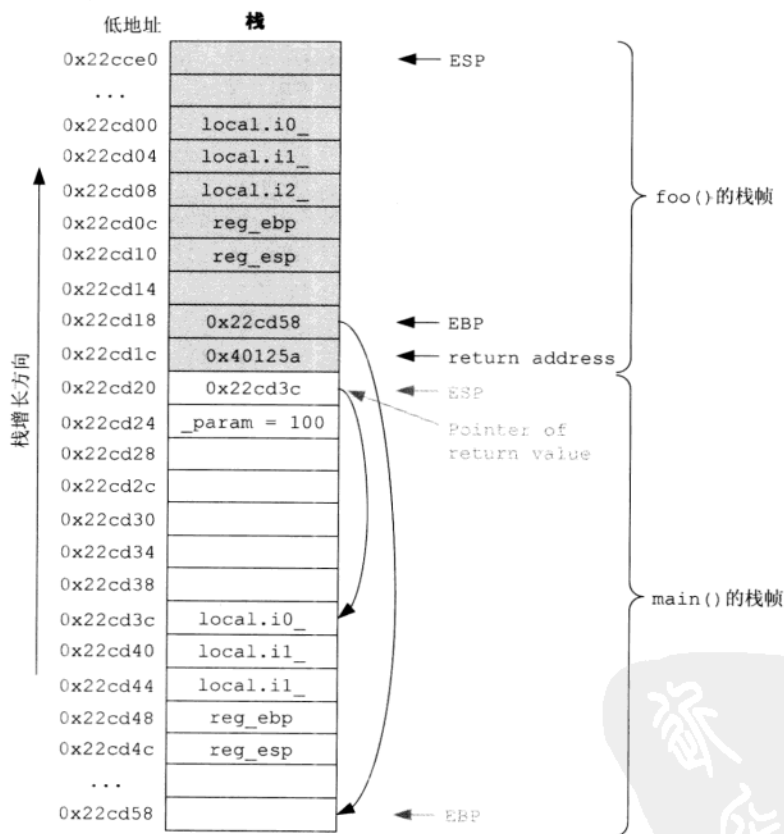 低地址 栈
0x22cce0 ESP
...
0x22cd00 local.i0_
0x22cd04 local.i1_
0x22cd08 local.i2_
0x22cd0c reg_ebp
0x22cd10 reg_esp
0x22cd14
0x22cd18 0x22cd58 EBP
0x22cd1c 0x40125a return address
foo()的栈帧
0x22cd20 0x22cd3c ESP
0x22cd24 _param = 100 Pointer of
0x22cd28 return value
0x22cd2c
0x22cd30
0x22cd34
0x22cd38
0x22cd3c local.i0_
0x22cd40 local.i1_
0x22cd44 local.i1_
0x22cd48 reg_ebp
0x22cd4c reg_esp
...
0x22cd58 EBP
main()的栈帧
栈增长方向